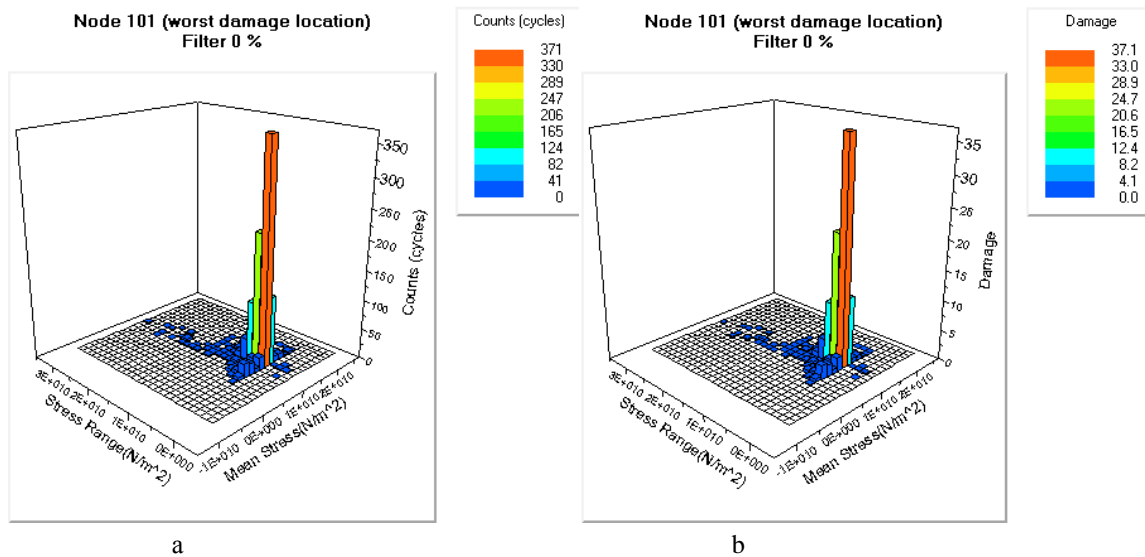 Node 101 (worst damage location)
Filter 0 %
Counts (cycles)
371
330
289
247
206
165
124
82
41
0
350
300
250
200
150
100
50
0
Counts (cycles)
3E+010
2E+010
1E+010
0E+000
Stress Range(N/m^2)
-1E+010
0E+000
1E+010
2E+010
Mean Stress(N/m^2)
a
Node 101 (worst damage location)
Filter 0 %
Damage
37.1
33.0
28.9
24.7
20.6
16.5
12.4
8.2
4.1
0.0
35
30
25
20
15
10
5
0
Damage
3E+010
2E+010
1E+010
0E+000
Stress Range(N/m^2)
-1E+010
0E+000
1E+010
2E+010
Mean Stress(N/m^2)
b